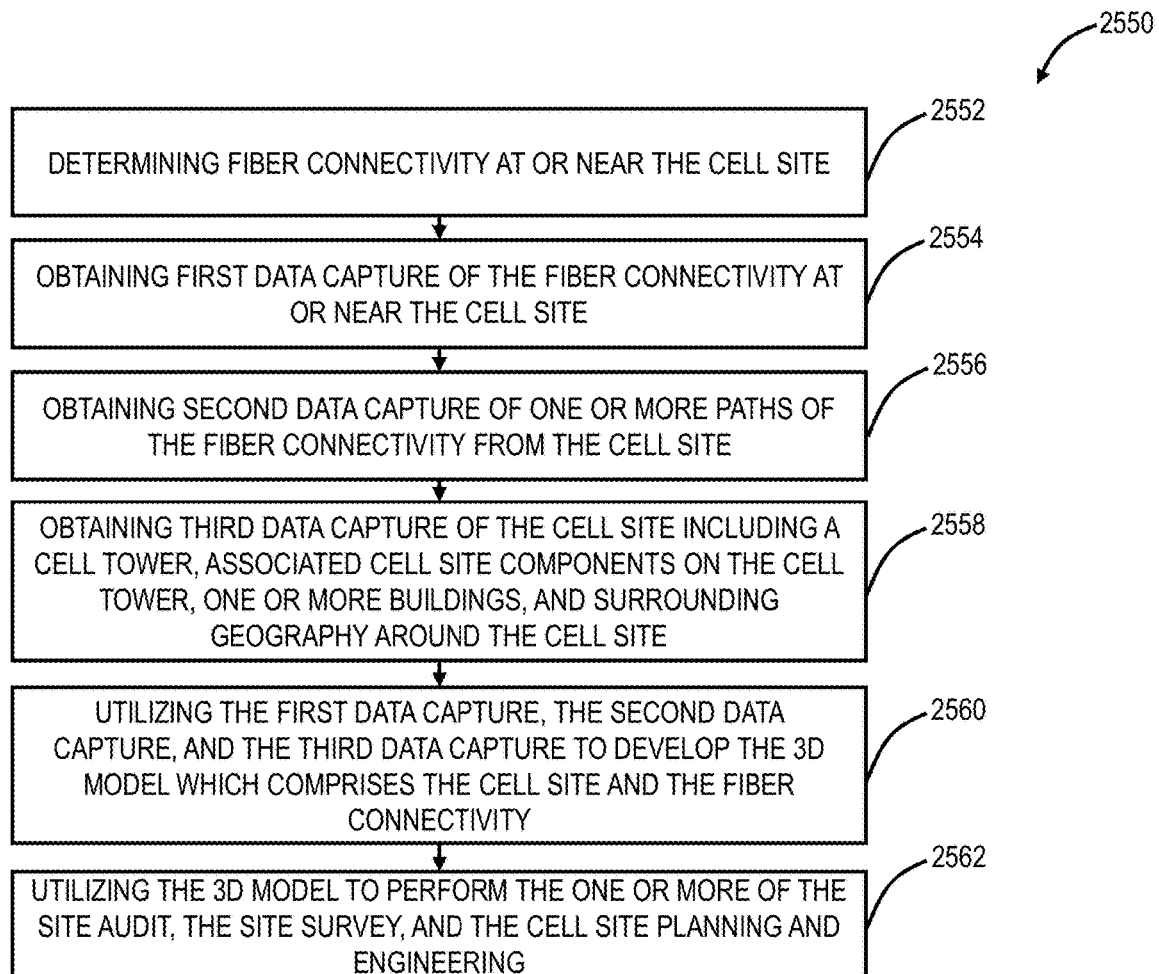 2550
2552
DETERMINING FIBER CONNECTIVITY AT OR NEAR THE CELL SITE
2554
OBTAINING FIRST DATA CAPTURE OF THE FIBER CONNECTIVITY AT
OR NEAR THE CELL SITE
2556
OBTAINING SECOND DATA CAPTURE OF ONE OR MORE PATHS OF
THE FIBER CONNECTIVITY FROM THE CELL SITE
2558
OBTAINING THIRD DATA CAPTURE OF THE CELL SITE INCLUDING A
CELL TOWER, ASSOCIATED CELL SITE COMPONENTS ON THE CELL
TOWER, ONE OR MORE BUILDINGS, AND SURROUNDING
GEOGRAPHY AROUND THE CELL SITE
2560
UTILIZING THE FIRST DATA CAPTURE, THE SECOND DATA
CAPTURE, AND THE THIRD DATA CAPTURE TO DEVELOP THE 3D
MODEL WHICH COMPRISES THE CELL SITE AND THE FIBER
CONNECTIVITY
2562
UTILIZING THE 3D MODEL TO PERFORM THE ONE OR MORE OF THE
SITE AUDIT, THE SITE SURVEY, AND THE CELL SITE PLANNING AND
ENGINEERING